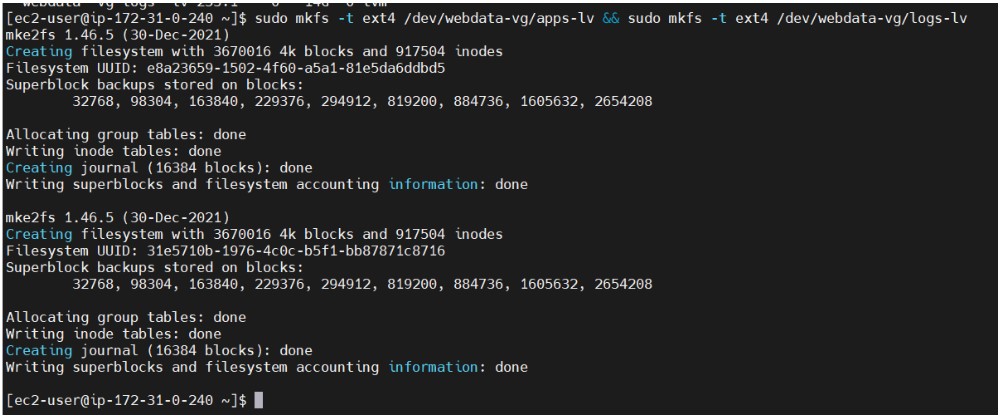 [ec2-user@ip-172-31-0-240 ~]$ sudo mkfs -t ext4 /dev/webdata-vg/apps-lv && sudo mkfs -t ext4 /dev/webdata-vg/logs-lv
mke2fs 1.46.5 (30-Dec-2021)
Creating filesystem with 3670016 4k blocks and 917504 inodes
Filesystem UUID: e8a23659-1502-4f60-a5a1-81e5da6ddbd5
Superblock backups stored on blocks:
32768, 98304, 163840, 229376, 294912, 819200, 884736, 1605632, 2654208
Allocating group tables: done
Writing inode tables: done
Creating journal (16384 blocks): done
Writing superblocks and filesystem accounting information: done
mke2fs 1.46.5 (30-Dec-2021)
Creating filesystem with 3670016 4k blocks and 917504 inodes
Filesystem UUID: 31e5710b-1976-4c0c-b5f1-bb87871c8716
Superblock backups stored on blocks:
32768, 98304, 163840, 229376, 294912, 819200, 884736, 1605632, 2654208
Allocating group tables: done
Writing inode tables: done
Creating journal (16384 blocks): done
Writing superblocks and filesystem accounting information: done
[ec2-user@ip-172-31-0-240 ~]$